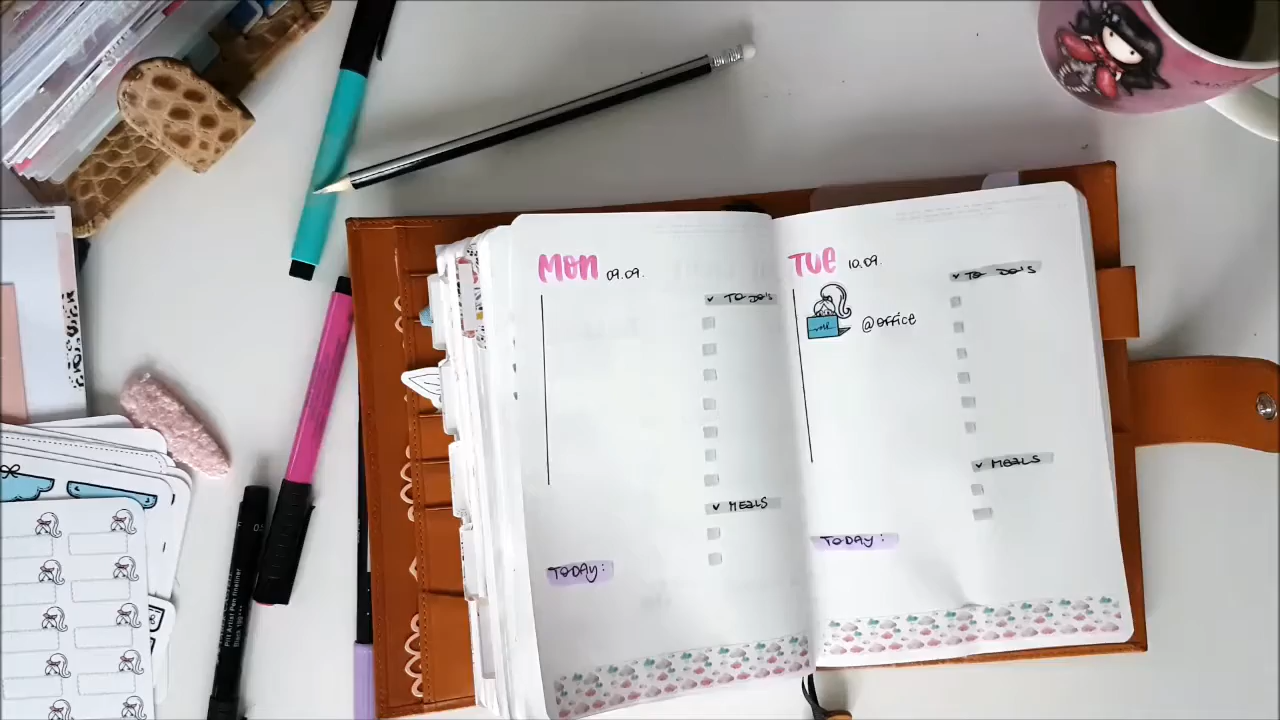 Mon 09.09.
✓ TO DO's
✓ MEALS
TODAY:
Tue 10.09.
✓ TO DO's
@office
✓ MEALS
TODAY: